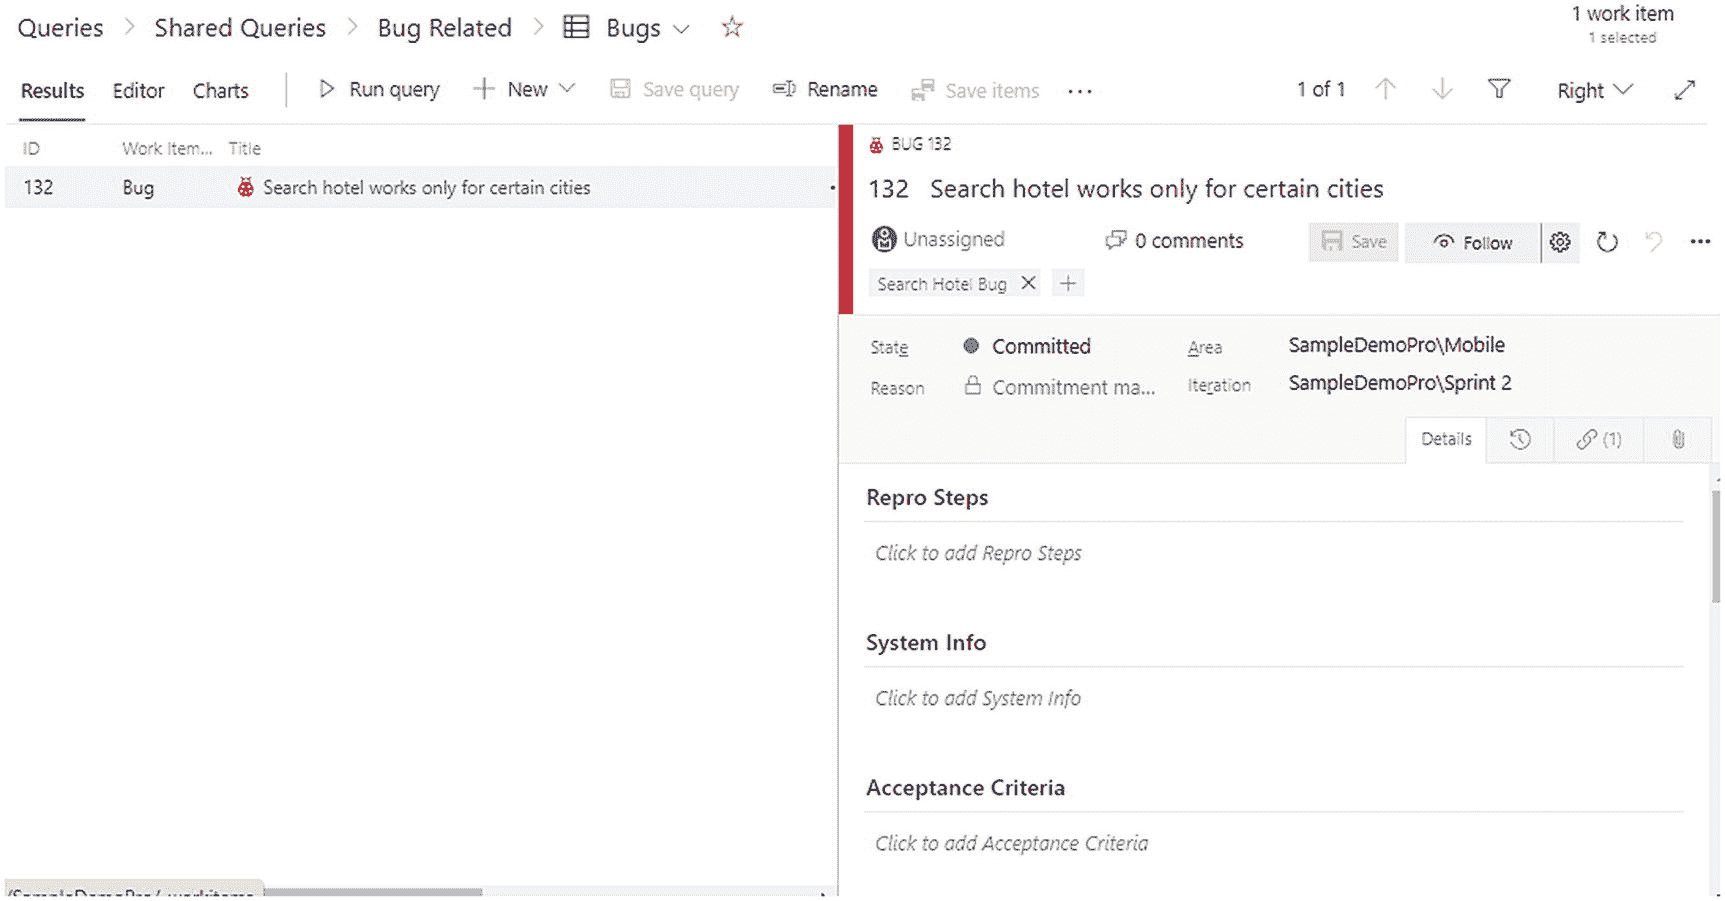 Queries > Shared Queries > Bug Related > Bugs
1 work item
1 selected
Results Editor Charts Run query New Save query Rename Save items ... 1 of 1 Right
ID Work Item... Title
132 Bug Search hotel works only for certain cities
BUG 132
132 Search hotel works only for certain cities
Unassigned 0 comments Save Follow ...
Search Hotel Bug
State Committed Area SampleDemoPro\Mobile
Reason Commitment ma... Iteration SampleDemoPro\Sprint 2
Details (1)
Repro Steps
Click to add Repro Steps
System Info
Click to add System Info
Acceptance Criteria
Click to add Acceptance Criteria